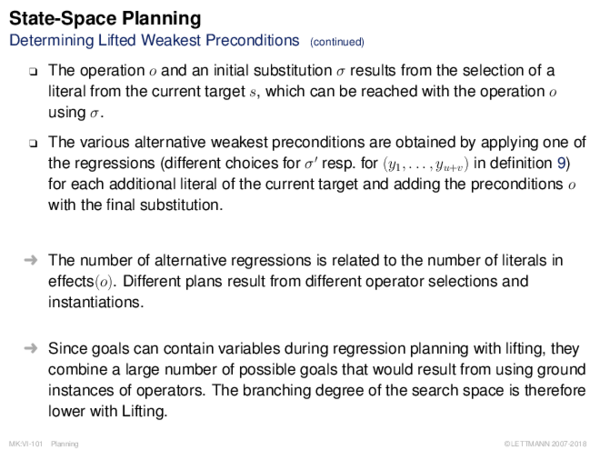 State-Space Planning
Determining Lifted Weakest Preconditions (continued)
❑ The operation o and an initial substitution σ results from the selection of a
literal from the current target s, which can be reached with the operation o
using σ.
❑ The various alternative weakest preconditions are obtained by applying one of
the regressions (different choices for σ′ resp. for (y₁, . . . , yᵤ₊ᵥ) in definition 9)
for each additional literal of the current target and adding the preconditions o
with the final substitution.
➜ The number of alternative regressions is related to the number of literals in
effects(o). Different plans result from different operator selections and
instantiations.
➜ Since goals can contain variables during regression planning with lifting, they
combine a large number of possible goals that would result from using ground
instances of operators. The branching degree of the search space is therefore
lower with Lifting.
MK:VI-101 Planning ©LETTMANN 2007-2018